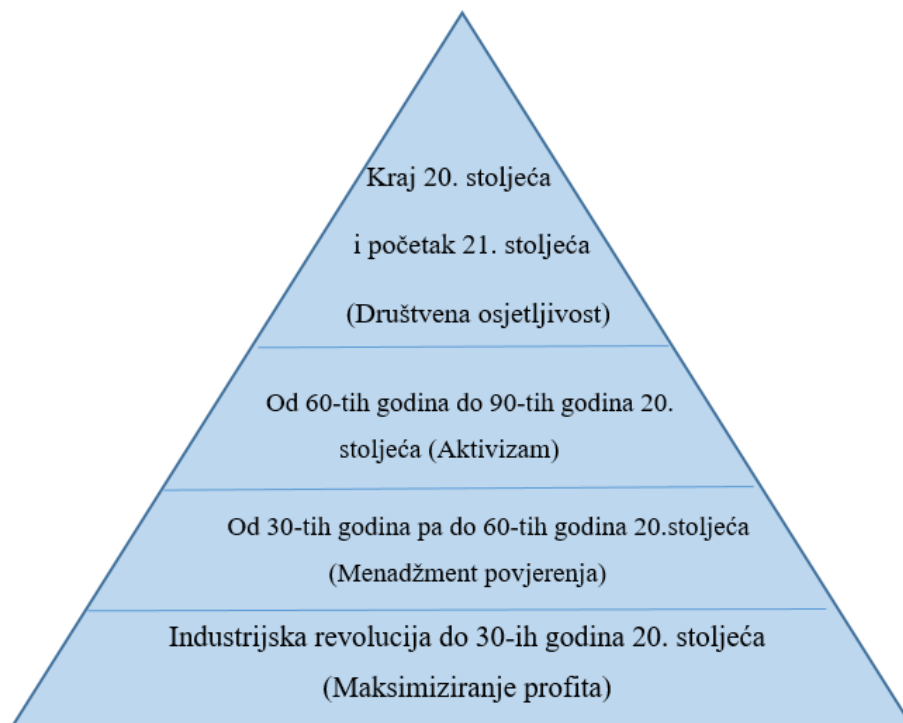 Kraj 20. stoljeća
i početak 21. stoljeća
(Društvena osjetljivost)
Od 60-tih godina do 90-tih godina 20.
stoljeća (Aktivizam)
Od 30-tih godina pa do 60-tih godina 20.stoljeća
(Menadžment povjerenja)
Industrijska revolucija do 30-ih godina 20. stoljeća
(Maksimiziranje profita)